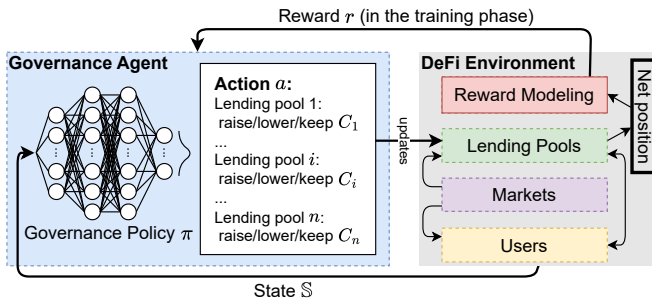 Reward r (in the training phase)
Governance Agent
Governance Policy π
Action a:
Lending pool 1:
raise/lower/keep C₁
...
Lending pool i:
raise/lower/keep Cᵢ
...
Lending pool n:
raise/lower/keep Cₙ
updates
DeFi Environment
Reward Modeling
Lending Pools
Markets
Users
Net position
State 𝕊